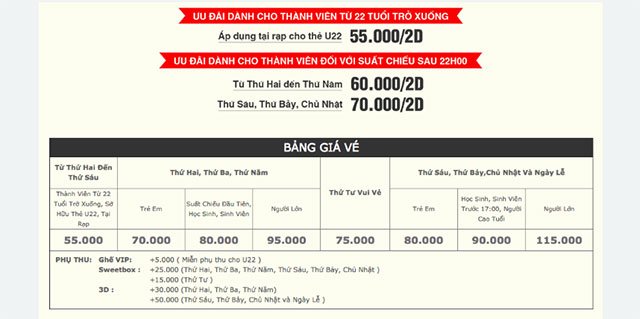 ƯU ĐÃI DÀNH CHO THÀNH VIÊN TỪ 22 TUỔI TRỞ XUỐNG
Áp dụng tại rạp cho thẻ U22 55.000/2D
ƯU ĐÃI DÀNH CHO THÀNH VIÊN ĐỐI VỚI SUẤT CHIẾU SAU 22H00
Từ Thứ Hai đến Thứ Năm 60.000/2D
Thứ Sáu, Thứ Bảy, Chủ Nhật 70.000/2D
BẢNG GIÁ VÉ
Từ Thứ Hai Đến Thứ Sáu
Thứ Hai, Thứ Ba, Thứ Năm
Thứ Tư Vui Vẻ
Thứ Sáu, Thứ Bảy,Chủ Nhật Và Ngày Lễ
Thành Viên Từ 22
Tuổi Trở Xuống, Sở
Hữu Thẻ U22, Tại
Rạp
Trẻ Em
Suất Chiếu Đầu Tiên,
Học Sinh, Sinh Viên
Người Lớn
Trẻ Em
Học Sinh, Sinh Viên
Trước 17:00, Người
Cao Tuổi
Người Lớn
55.000 70.000 80.000 95.000 75.000 80.000 90.000 115.000
PHỤ THU: Ghế VIP: +5.000 ( Miễn phụ thu cho U22 )
Sweetbox : +25.000 (Thứ Hai, Thứ Ba, Thứ Năm, Thứ Sáu, Thứ Bảy, Chủ Nhật )
+15.000 (Thứ Tư )
3D : +30.000 (Thứ Hai, Thứ Ba, Thứ Năm)
+50.000 (Thứ Sáu, Thứ Bảy, Chủ Nhật và Ngày Lễ )